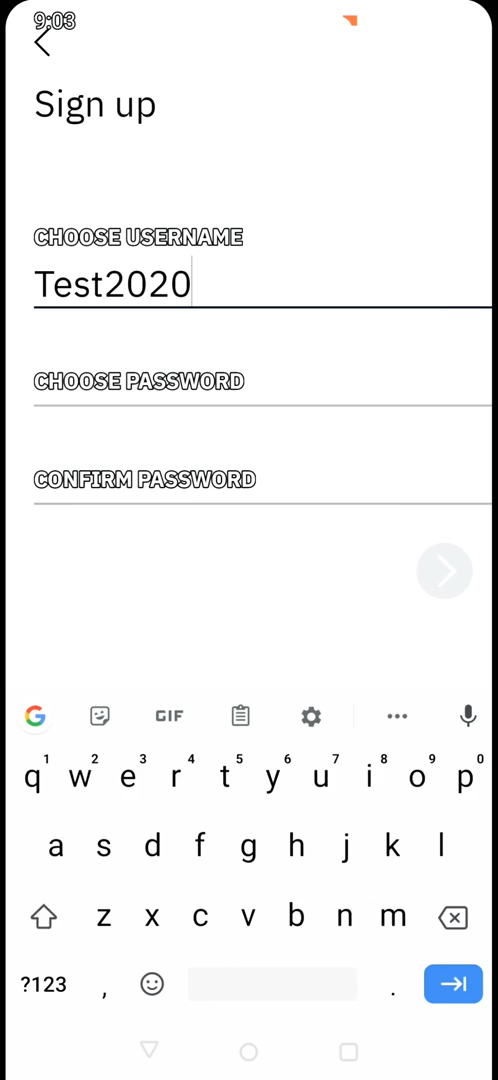 9:03
Sign up
CHOOSE USERNAME
Test2020
CHOOSE PASSWORD
CONFIRM PASSWORD
G GIF
1 2 3 4 5 6 7 8 9 0
q w e r t y u i o p
a s d f g h j k l
z x c v b n m
?123 , .